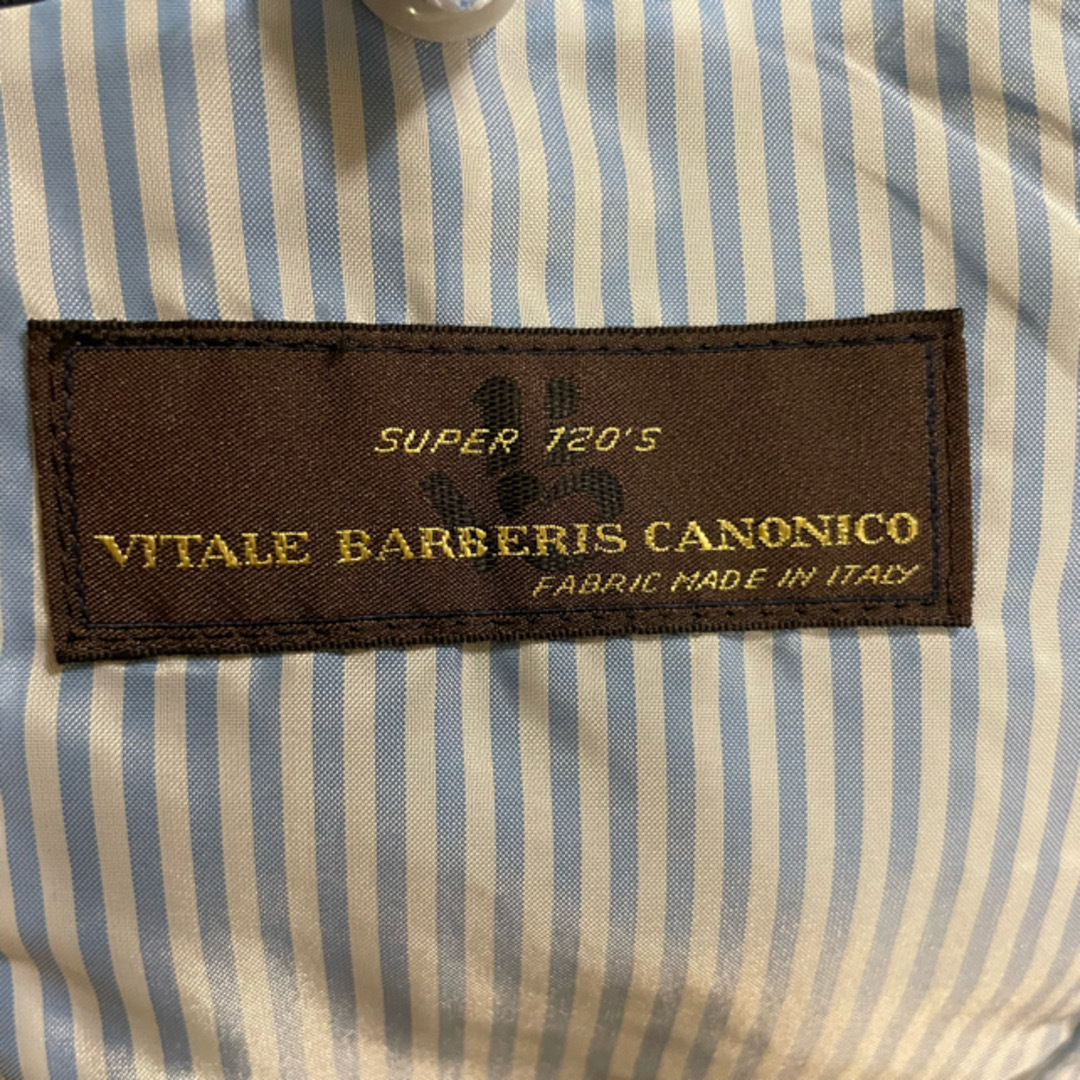 SUPER 120'S
VITALE BARBERIS CANONICO
FABRIC MADE IN ITALY